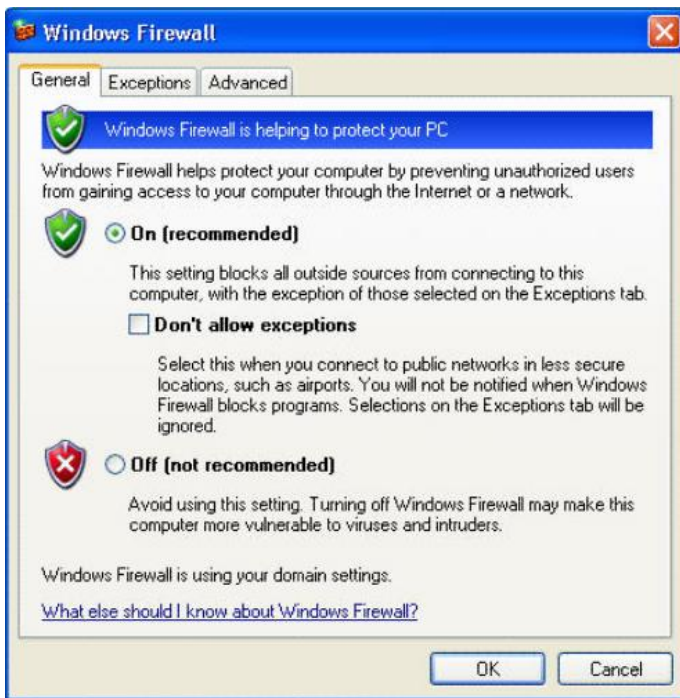 Windows Firewall
General Exceptions Advanced
Windows Firewall is helping to protect your PC
Windows Firewall helps protect your computer by preventing unauthorized users
from gaining access to your computer through the Internet or a network.
On (recommended)
This setting blocks all outside sources from connecting to this
computer, with the exception of those selected on the Exceptions tab.
Don't allow exceptions
Select this when you connect to public networks in less secure
locations, such as airports. You will not be notified when Windows
Firewall blocks programs. Selections on the Exceptions tab will be
ignored.
Off (not recommended)
Avoid using this setting. Turning off Windows Firewall may make this
computer more vulnerable to viruses and intruders.
Windows Firewall is using your domain settings.
What else should I know about Windows Firewall?
OK Cancel